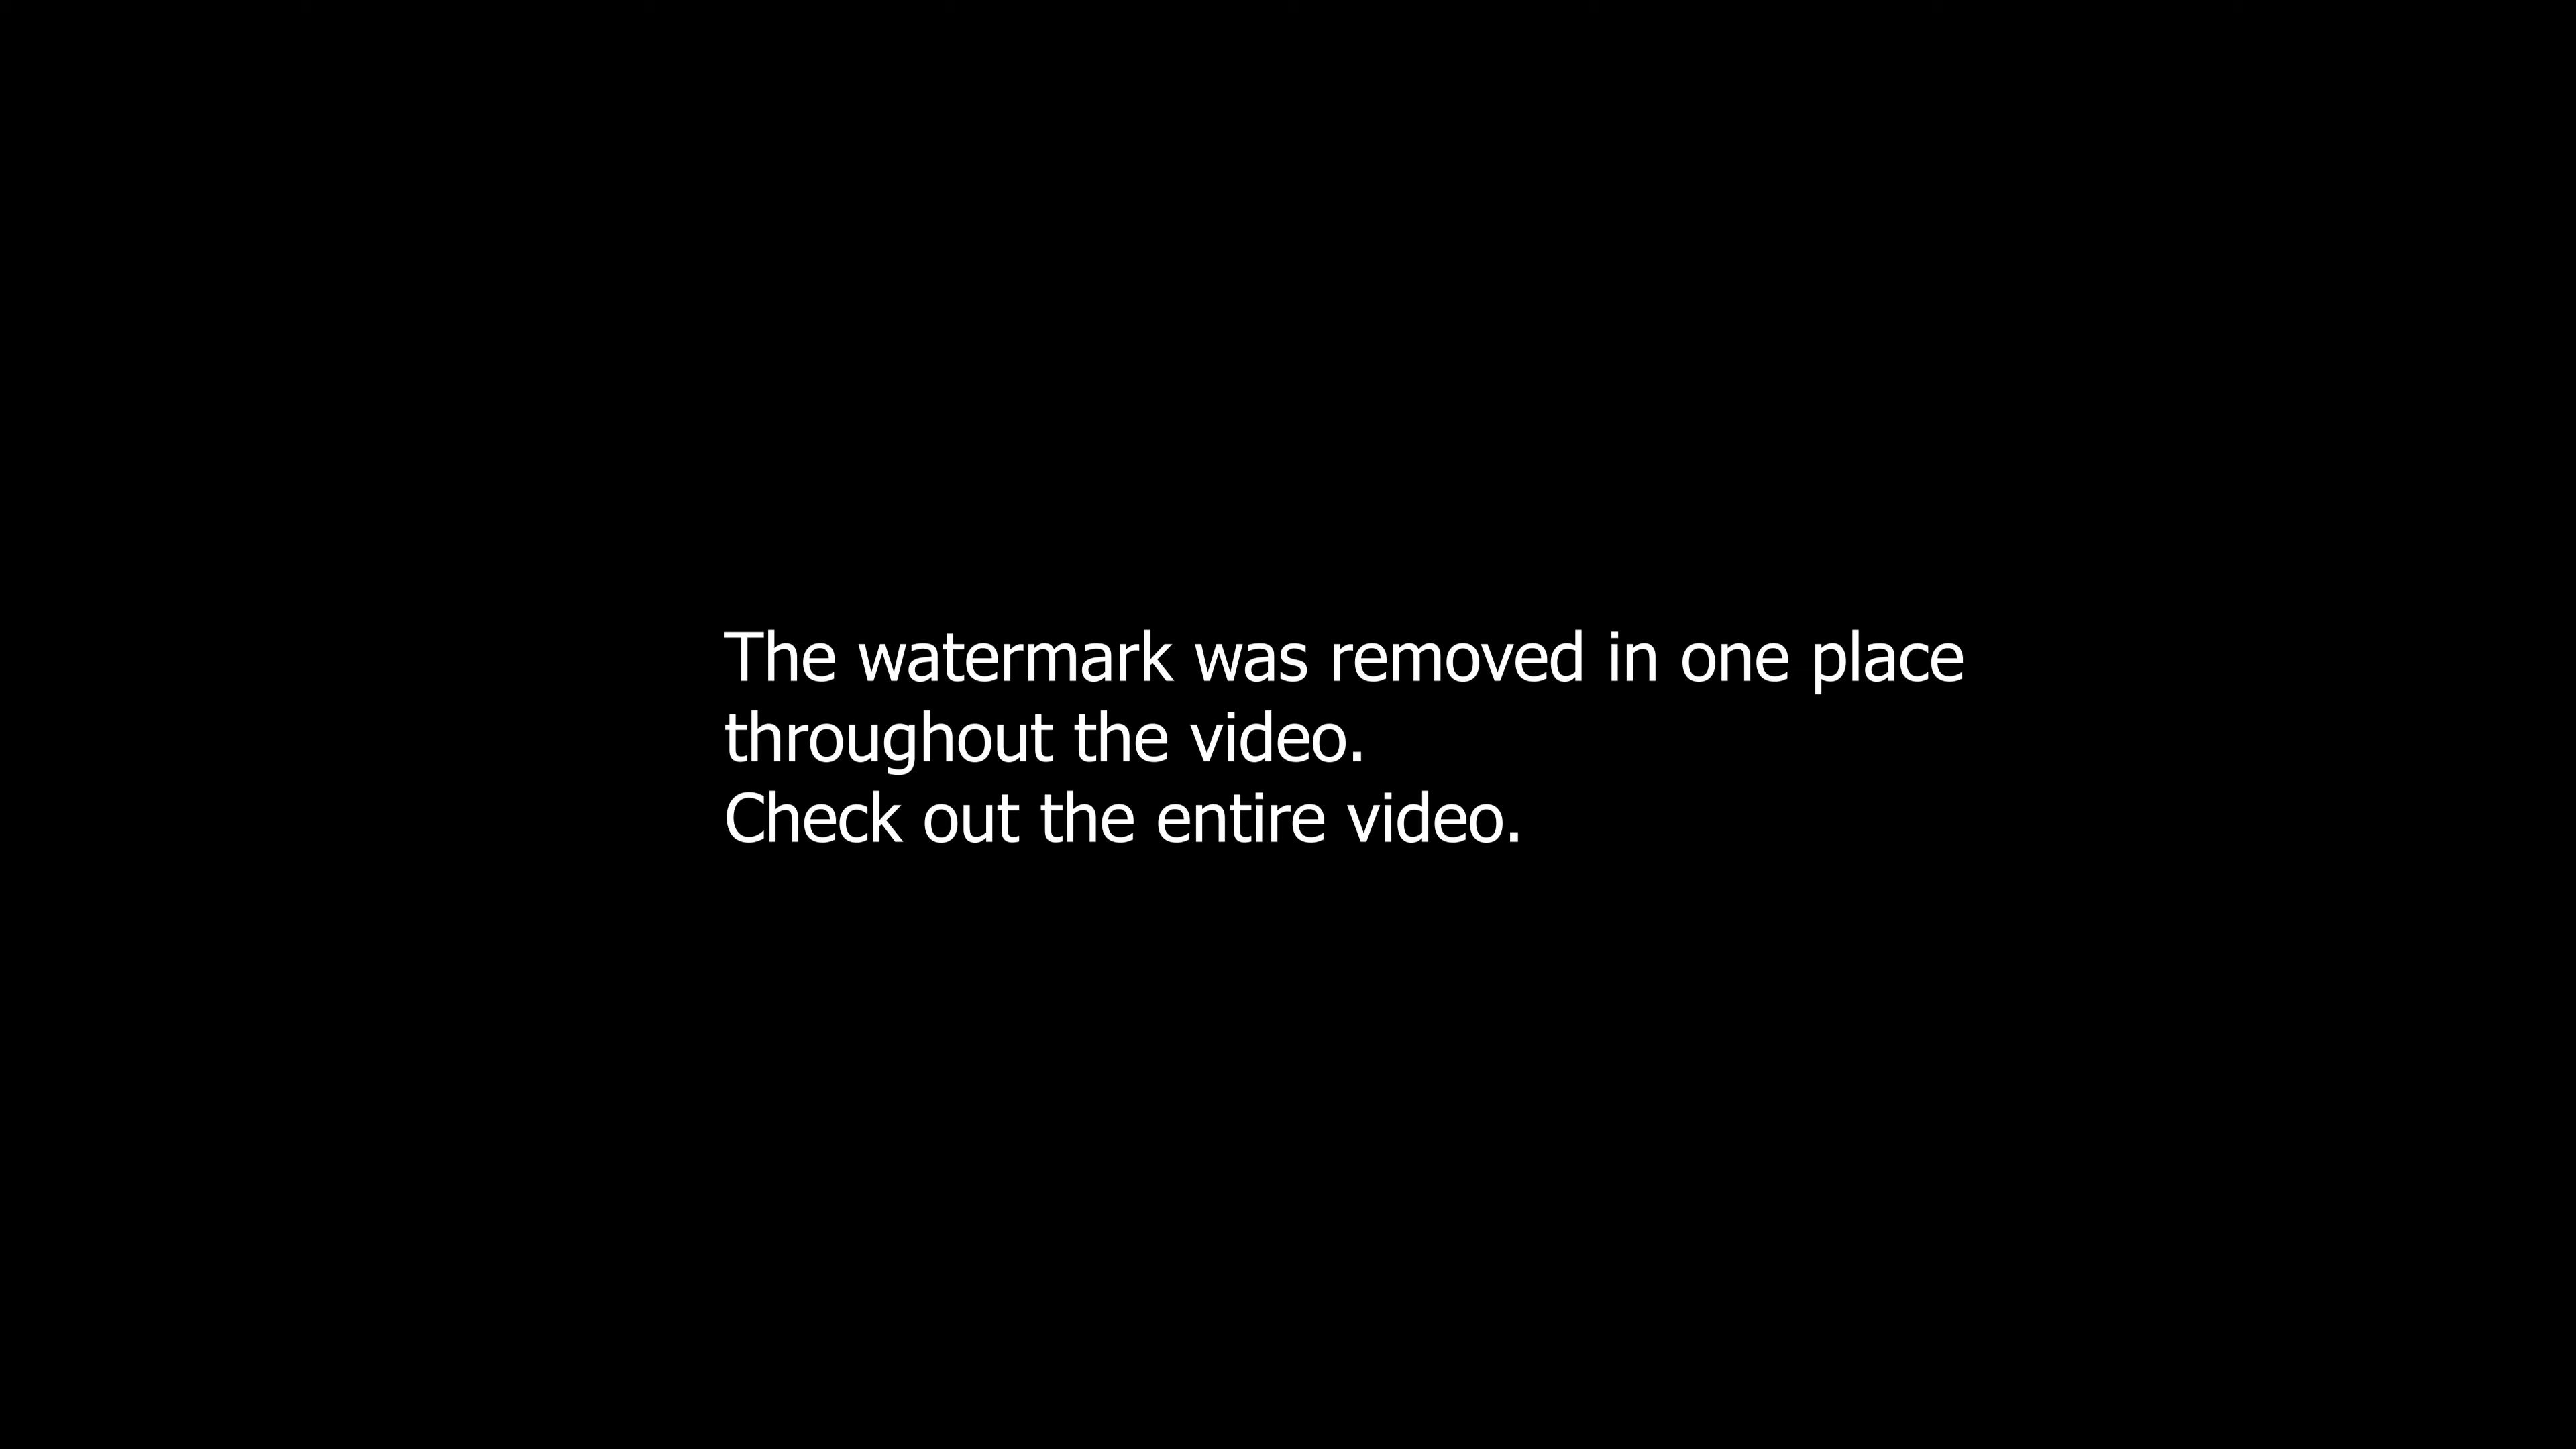 The watermark was removed in one place
throughout the video.
Check out the entire video.